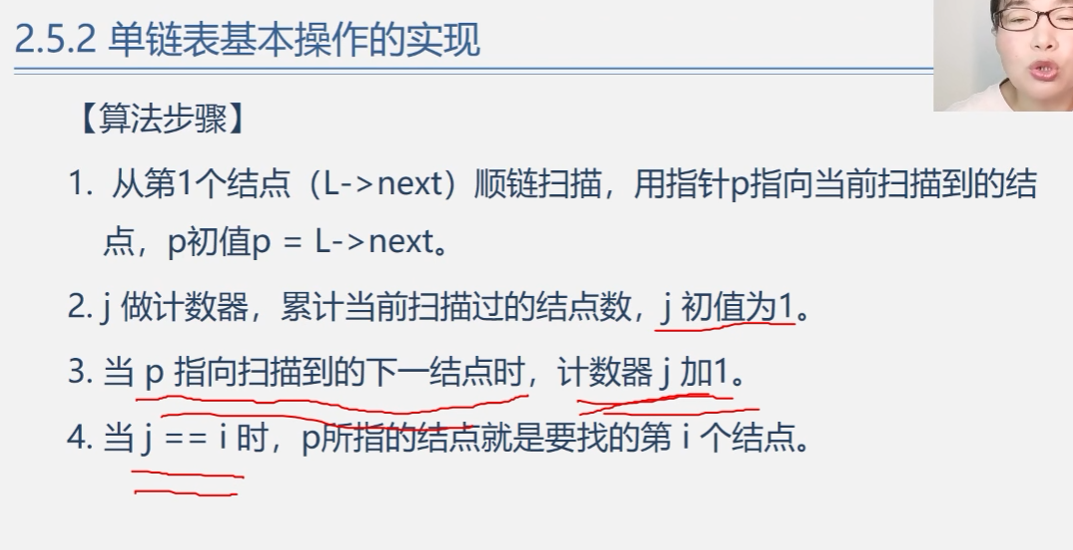 2.5.2 单链表基本操作的实现
【算法步骤】
1. 从第1个结点（L->next）顺链扫描，用指针p指向当前扫描到的结
点，p初值p = L->next。
2. j 做计数器，累计当前扫描过的结点数，j 初值为1。
3. 当 p 指向扫描到的下一结点时，计数器 j 加1。
4. 当 j == i 时，p所指的结点就是要找的第 i 个结点。